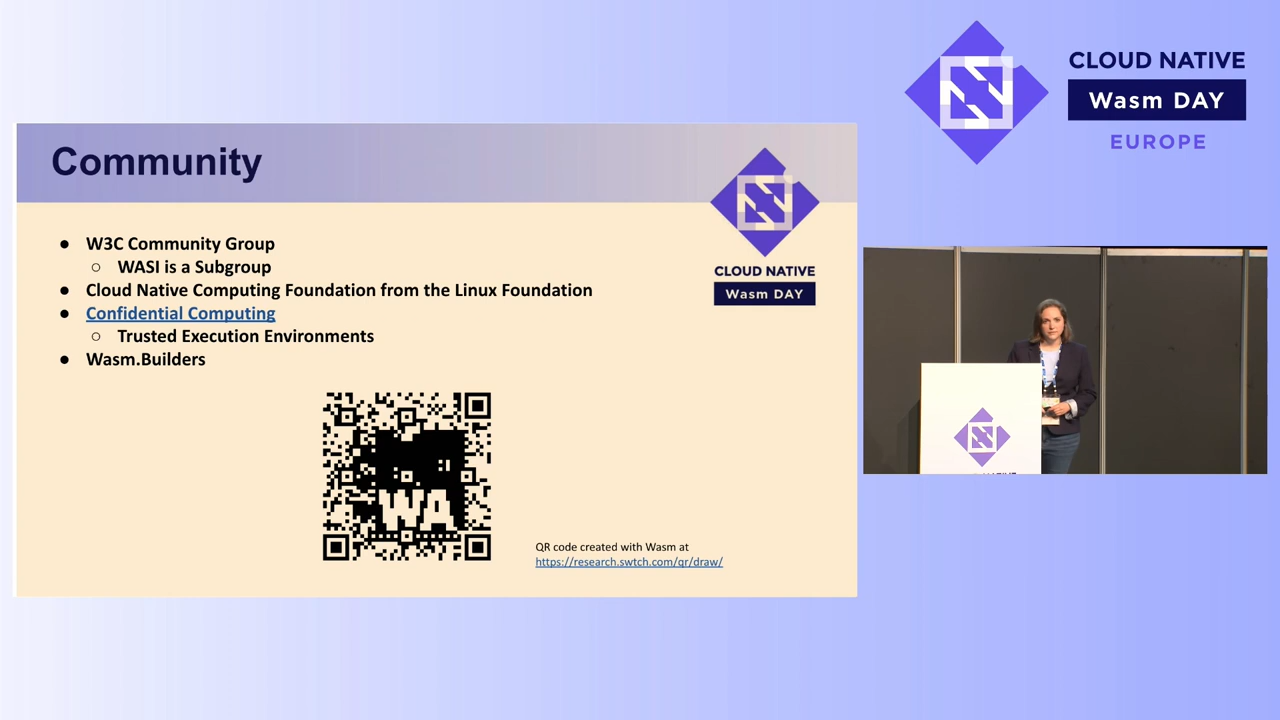 CLOUD NATIVE
Wasm DAY
EUROPE
Community
CLOUD NATIVE
Wasm DAY
● W3C Community Group
○ WASI is a Subgroup
● Cloud Native Computing Foundation from the Linux Foundation
● Confidential Computing
○ Trusted Execution Environments
● Wasm.Builders
WA
QR code created with Wasm at
https://research.swtch.com/qr/draw/